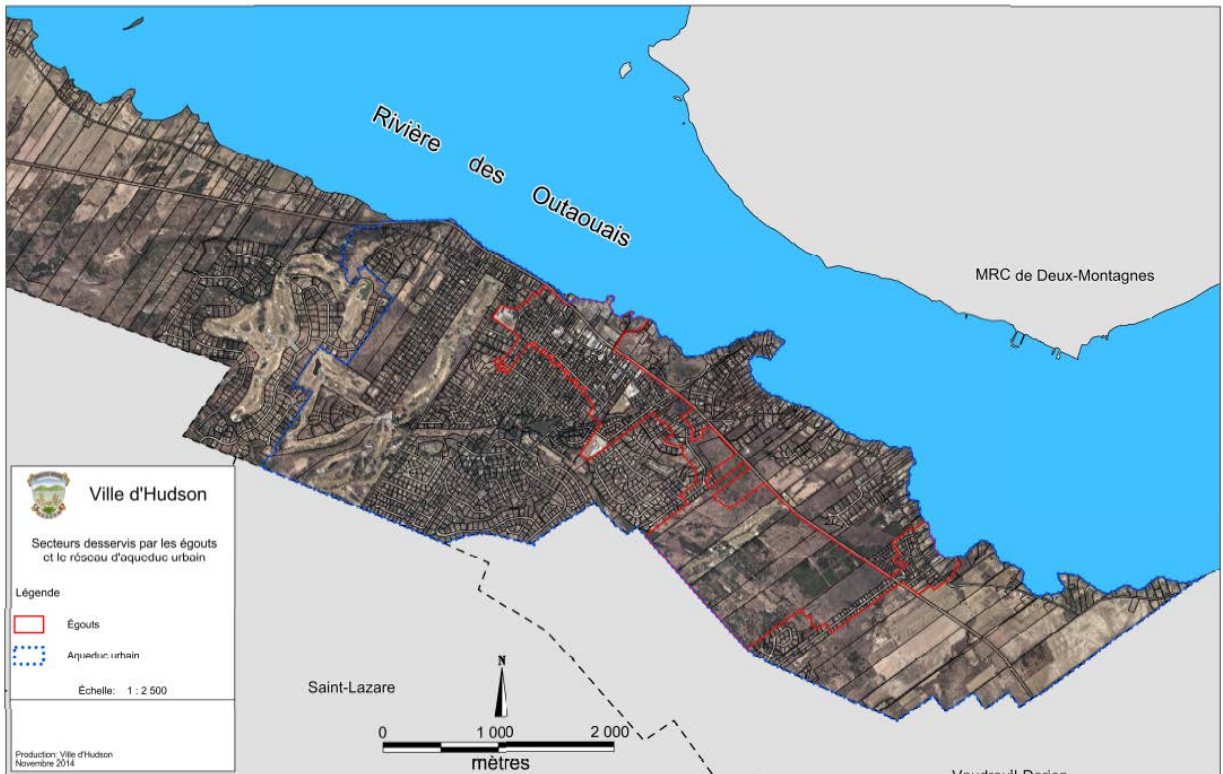 Rivière des Outaouais
MRC de Deux-Montagnes
Ville d'Hudson
Secteurs desservis par les égouts
et le réseau d'aqueduc urbain
Légende
Égouts
Aqueduc urbain
Échelle: 1 : 2 500
Production: Ville d'Hudson
Novembre 2014
Saint-Lazare
N
0 1 000 2 000
mètres